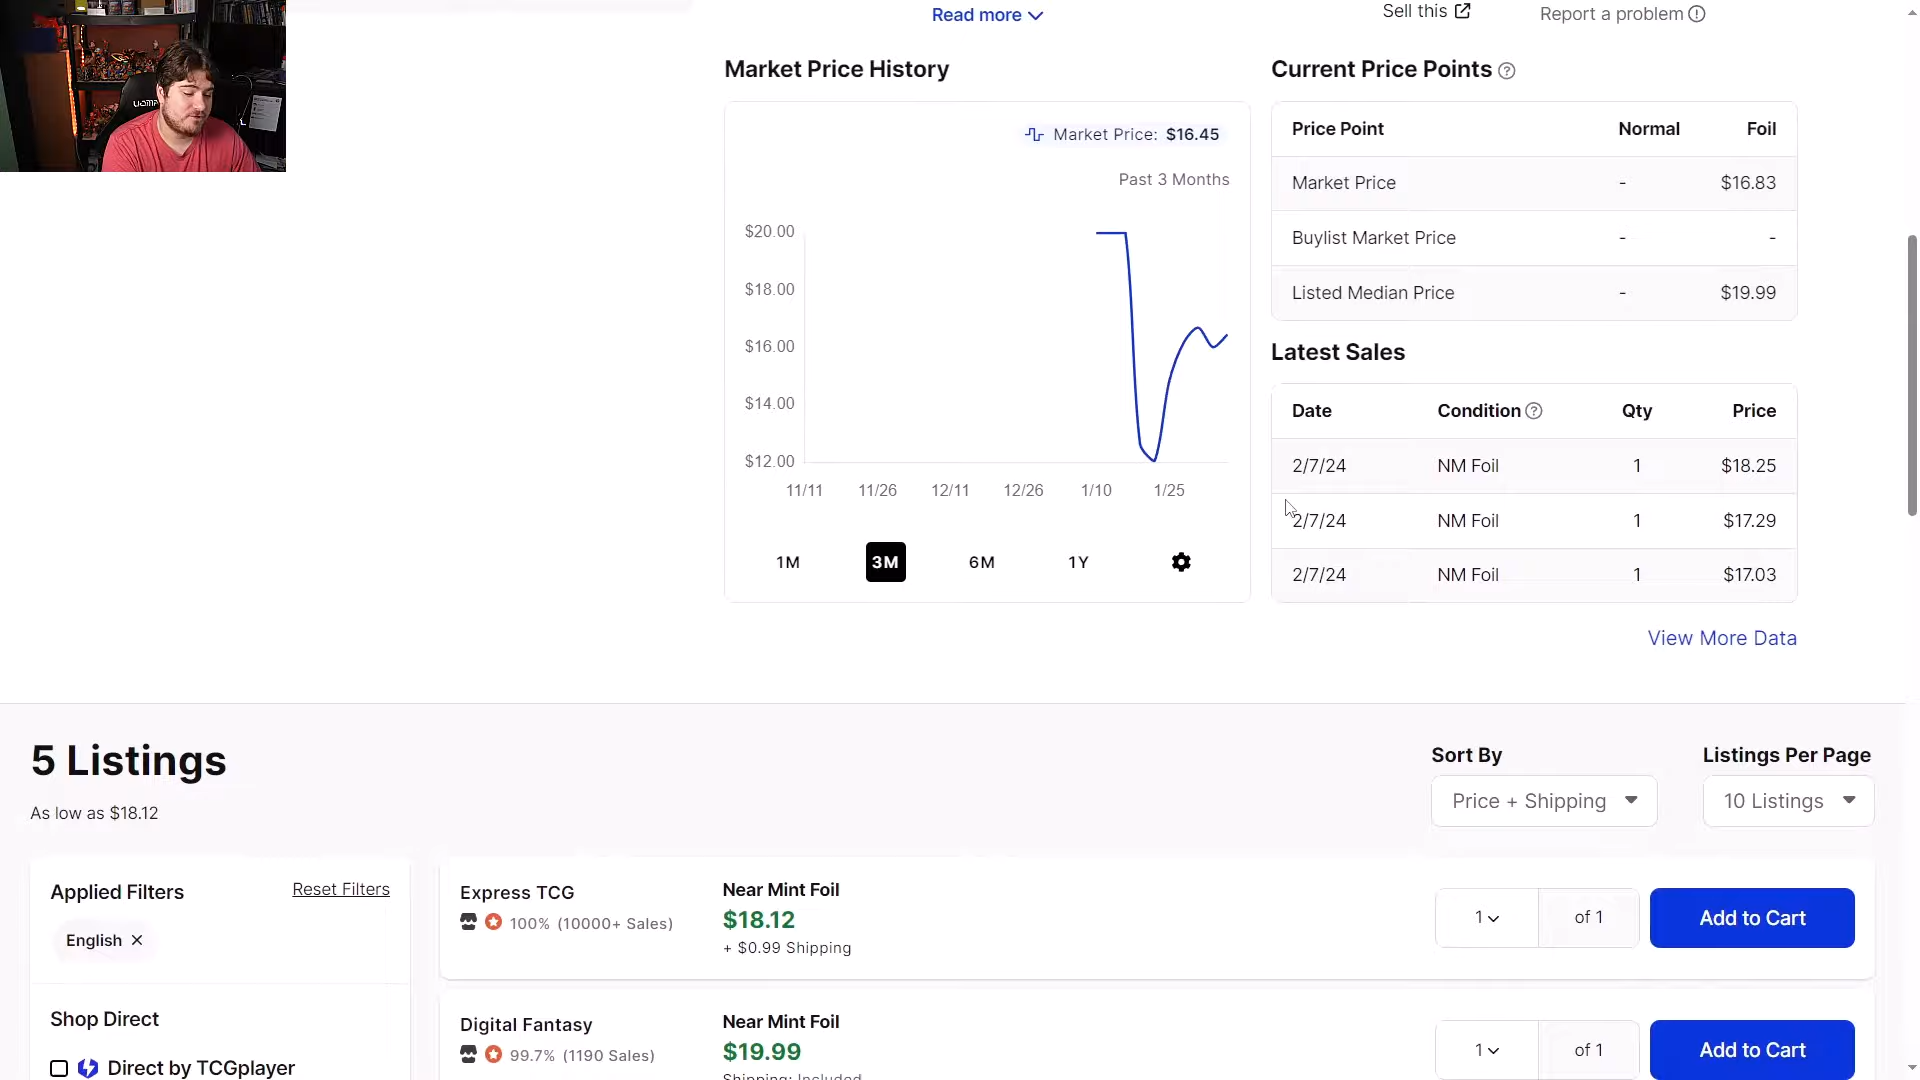 Read more
Sell this
Report a problem
Market Price History
Market Price: $16.45
Past 3 Months
$20.00
$18.00
$16.00
$14.00
$12.00
11/11 11/26 12/11 12/26 1/10 1/25
1M 3M 6M 1Y
Current Price Points
Price Point Normal Foil
Market Price - $16.83
Buylist Market Price - -
Listed Median Price - $19.99
Latest Sales
Date Condition Qty Price
2/7/24 NM Foil 1 $18.25
2/7/24 NM Foil 1 $17.29
2/7/24 NM Foil 1 $17.03
View More Data
5 Listings
As low as $18.12
Sort By
Price + Shipping
Listings Per Page
10 Listings
Applied Filters
Reset Filters
English
Shop Direct
Direct by TCGplayer
Express TCG
100% (10000+ Sales)
Near Mint Foil
$18.12
+ $0.99 Shipping
1 of 1
Add to Cart
Digital Fantasy
99.7% (1190 Sales)
Near Mint Foil
$19.99
Shipping: Included
1 of 1
Add to Cart